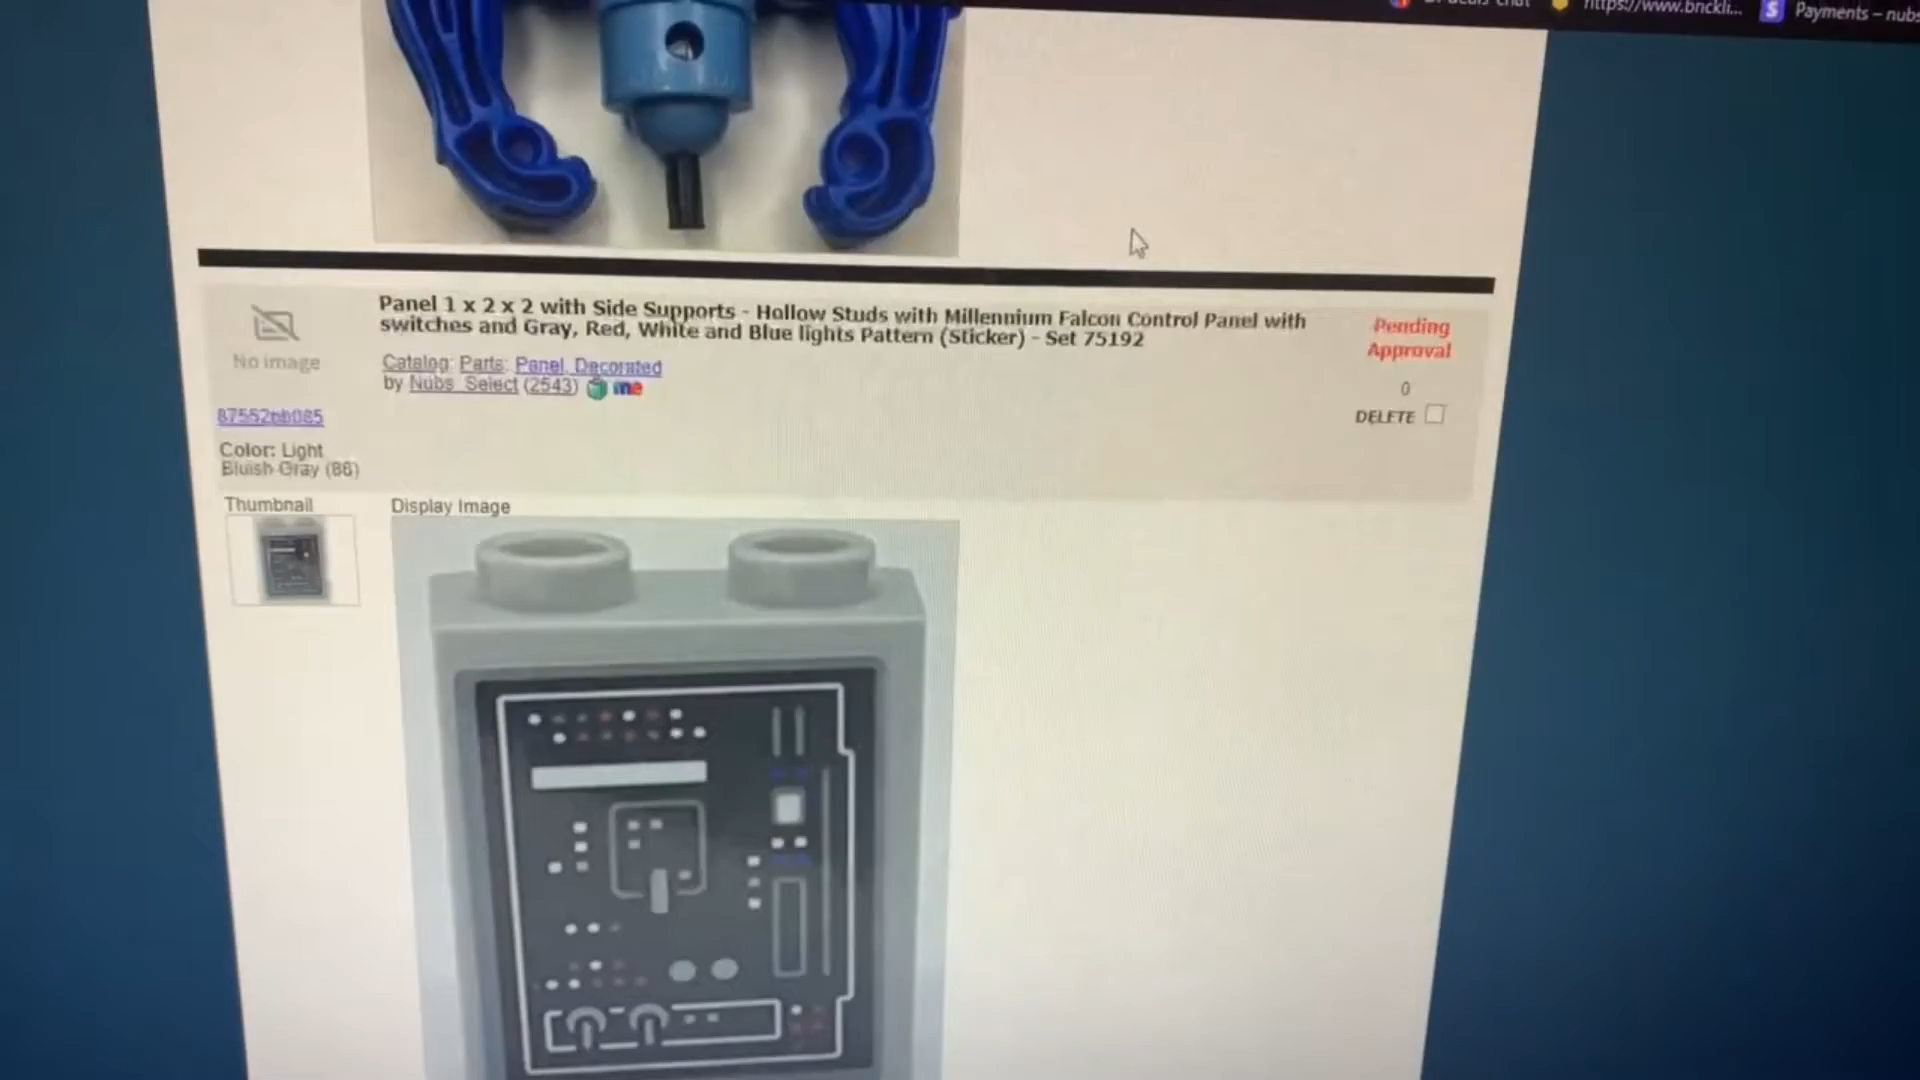 https://www.brickli...
Payments – nubs
Panel 1 x 2 x 2 with Side Supports - Hollow Studs with Millennium Falcon Control Panel with
switches and Gray, Red, White and Blue lights Pattern (Sticker) - Set 75192
Pending
Approval
No image
Catalog: Parts: Panel, Decorated
by Nubs_Select (2543) me
0
DELETE
87552pb085
Color: Light
Bluish Gray (86)
Thumbnail
Display Image